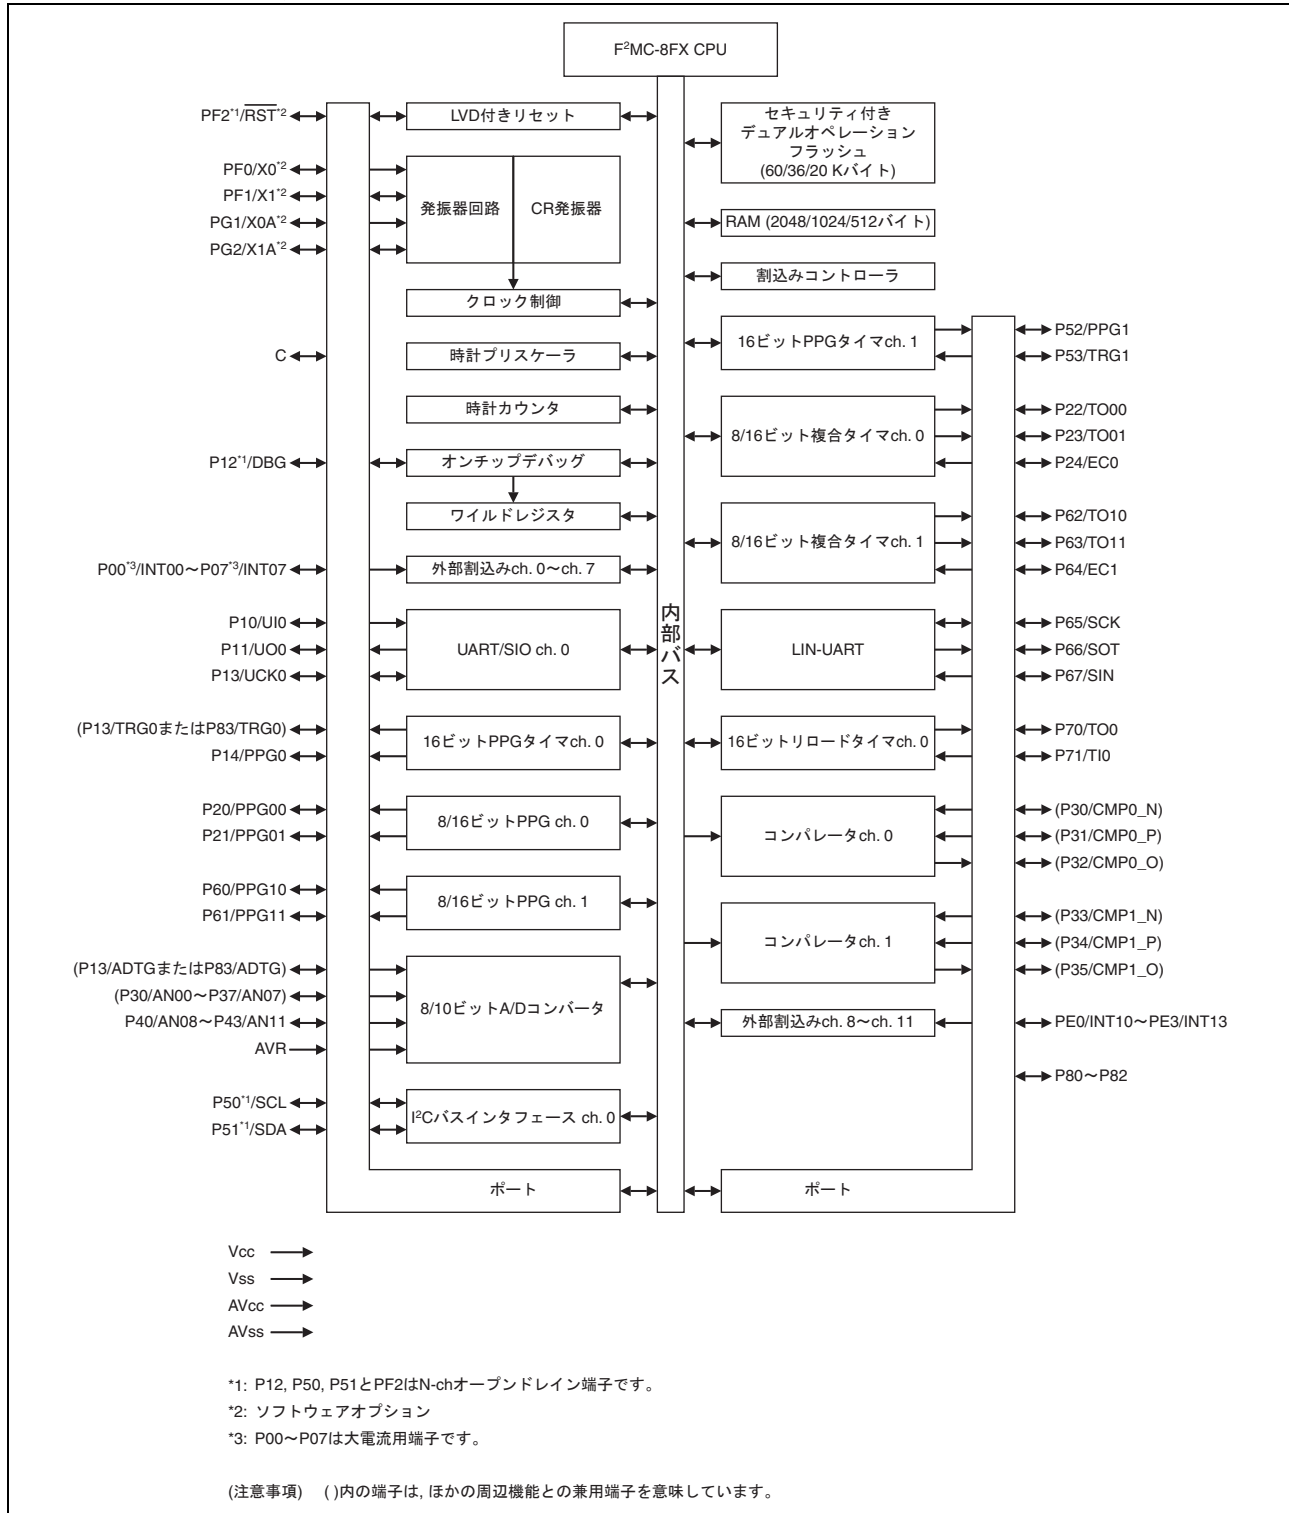 F²MC-8FX CPU
PF2*1/RST*2
PF0/X0*2
PF1/X1*2
PG1/X0A*2
PG2/X1A*2
C
P12*1/DBG
P00*3/INT00～P07*3/INT07
P10/UI0
P11/UO0
P13/UCK0
(P13/TRG0またはP83/TRG0)
P14/PPG0
P20/PPG00
P21/PPG01
P60/PPG10
P61/PPG11
(P13/ADTGまたはP83/ADTG)
(P30/AN00～P37/AN07)
P40/AN08～P43/AN11
AVR
P50*1/SCL
P51*1/SDA
LVD付きリセット
発振器回路
CR発振器
クロック制御
時計プリスケーラ
時計カウンタ
オンチップデバッグ
ワイルドレジスタ
外部割込みch. 0～ch. 7
UART/SIO ch. 0
16ビットPPGタイマch. 0
8/16ビットPPG ch. 0
8/16ビットPPG ch. 1
8/10ビットA/Dコンバータ
I²Cバスインタフェース ch. 0
ポート
内部バス
セキュリティ付き
デュアルオペレーション
フラッシュ
(60/36/20 Kバイト)
RAM (2048/1024/512バイト)
割込みコントローラ
16ビットPPGタイマch. 1
8/16ビット複合タイマch. 0
8/16ビット複合タイマch. 1
LIN-UART
16ビットリロードタイマch. 0
コンパレータch. 0
コンパレータch. 1
外部割込みch. 8～ch. 11
ポート
P52/PPG1
P53/TRG1
P22/TO00
P23/TO01
P24/EC0
P62/TO10
P63/TO11
P64/EC1
P65/SCK
P66/SOT
P67/SIN
P70/TO0
P71/TI0
(P30/CMP0_N)
(P31/CMP0_P)
(P32/CMP0_O)
(P33/CMP1_N)
(P34/CMP1_P)
(P35/CMP1_O)
PE0/INT10～PE3/INT13
P80～P82
Vcc
Vss
AVcc
AVss
*1: P12, P50, P51とPF2はN-chオープンドレイン端子です。
*2: ソフトウェアオプション
*3: P00～P07は大電流用端子です。
(注意事項) ( )内の端子は, ほかの周辺機能との兼用端子を意味しています。